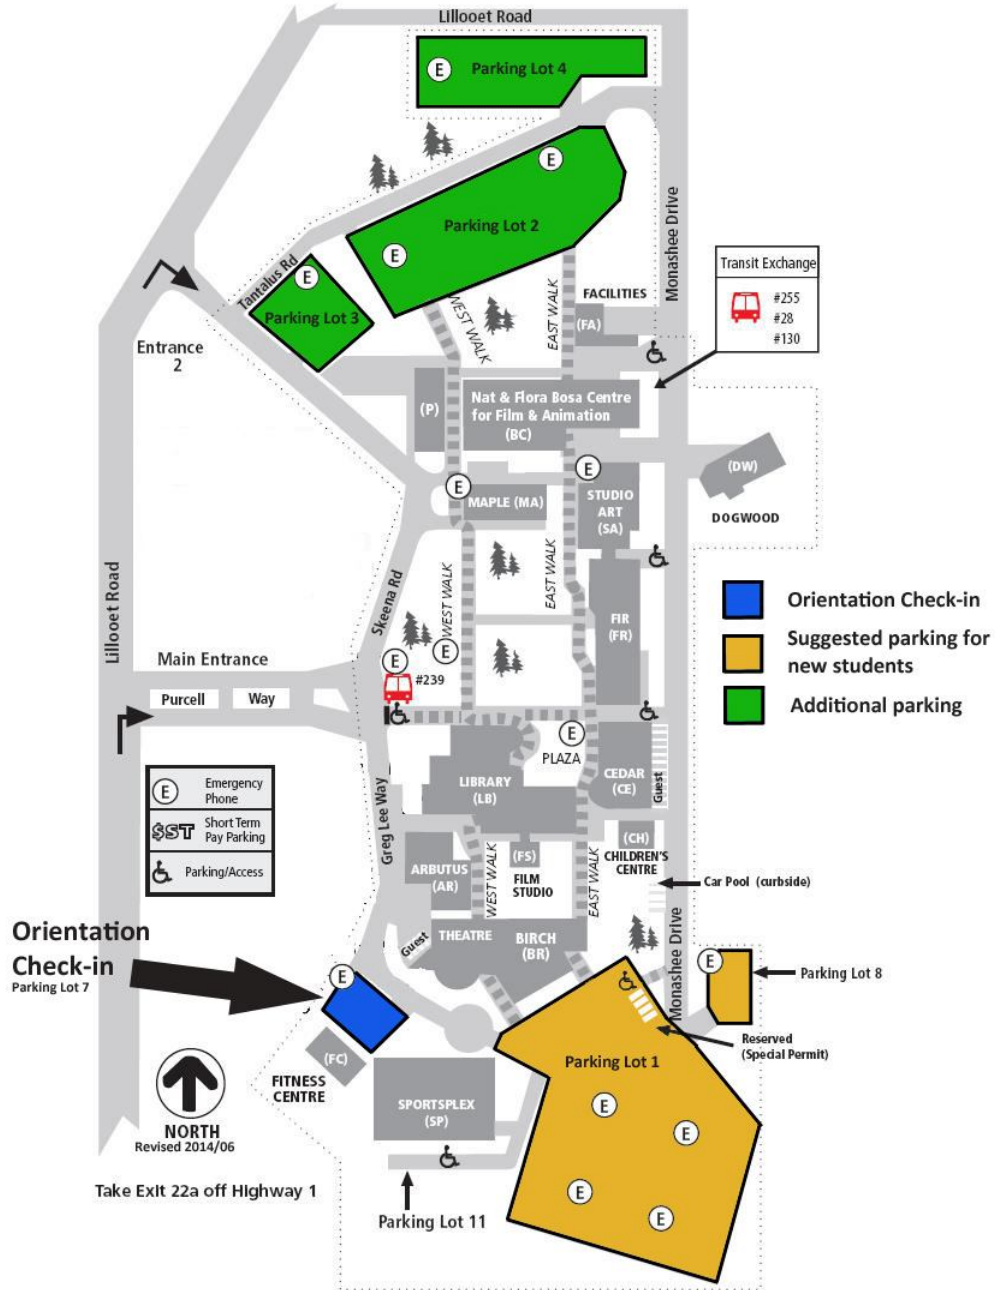 Lillooet Road
E
Parking Lot 4
E
Parking Lot 2
E
Monashee Drive
Tantalus Rd
E
Parking Lot 3
WEST WALK
EAST WALK
FACILITIES
(FA)
Transit Exchange
#255
#28
#130
Entrance
2
(P)
Nat & Flora Bosa Centre
for Film & Animation
(BC)
E
E
MAPLE (MA)
STUDIO
ART
(SA)
(DW)
DOGWOOD
Lillooet Road
Skeena Rd
WEST WALK
EAST WALK
FIR
(FR)
Orientation Check-in
Suggested parking for
new students
Additional parking
Main Entrance
Purcell Way
E
E
#239
E
PLAZA
LIBRARY
(LB)
CEDAR
(CE)
Guest
E Emergency
Phone
$ST Short Term
Pay Parking
Parking/Access
Greg Lee Way
ARBUTUS
(AR)
WEST WALK
(FS)
FILM
STUDIO
EAST WALK
(CH)
CHILDREN'S
CENTRE
Car Pool (curbside)
Guest
THEATRE
BIRCH
(BR)
Monashee Drive
Orientation
Check-in
Parking Lot 7
E
E
Parking Lot 8
Reserved
(Special Permit)
Parking Lot 1
E
E
E
E
(FC)
FITNESS
CENTRE
SPORTSPLEX
(SP)
NORTH
Revised 2014/06
Take Exit 22a off Highway 1
Parking Lot 11